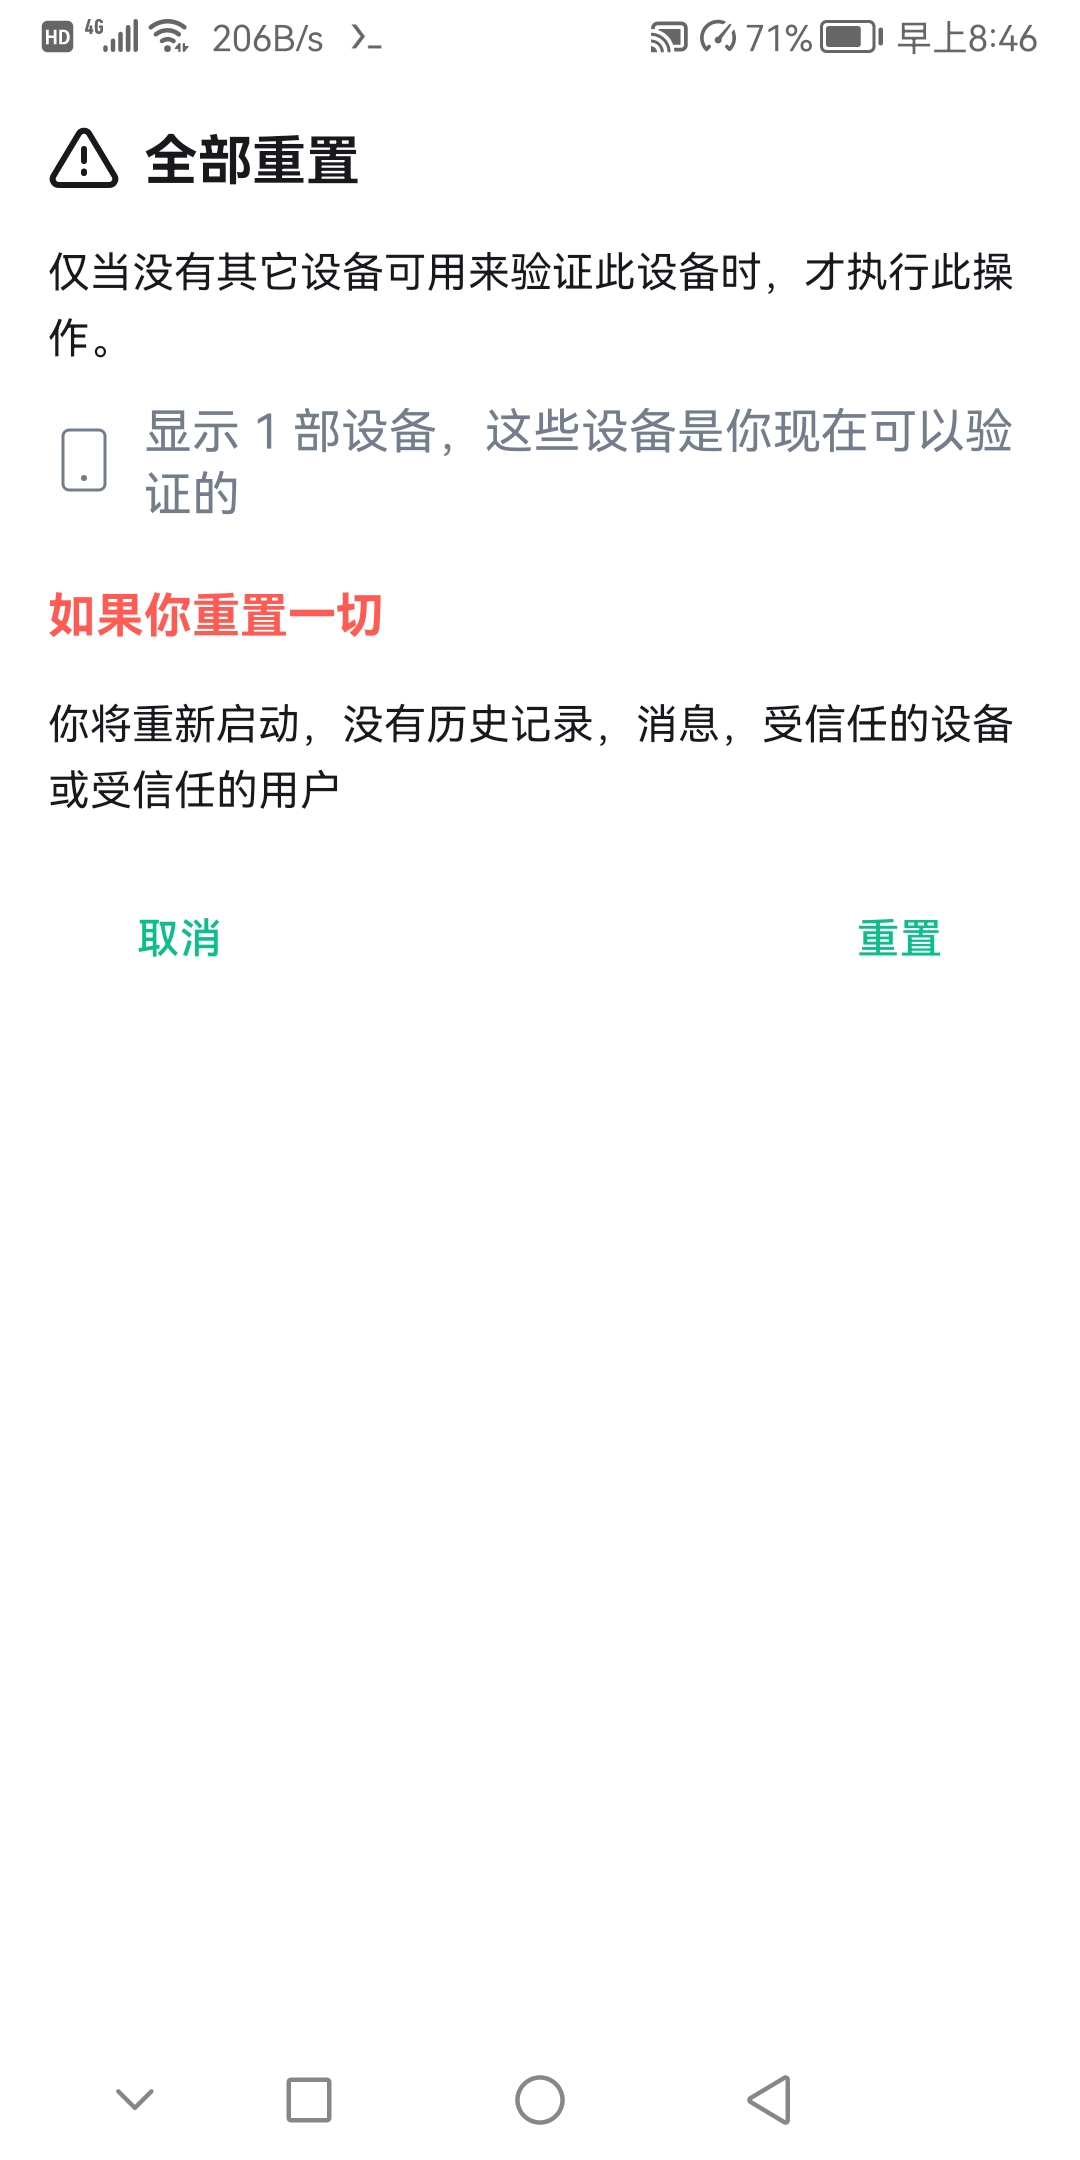 HD 4G 206B/s 71% 早上8:46
全部重置
仅当没有其它设备可用来验证此设备时，才执行此操
作。
显示 1 部设备，这些设备是你现在可以验
证的
如果你重置一切
你将重新启动，没有历史记录，消息，受信任的设备
或受信任的用户
取消 重置